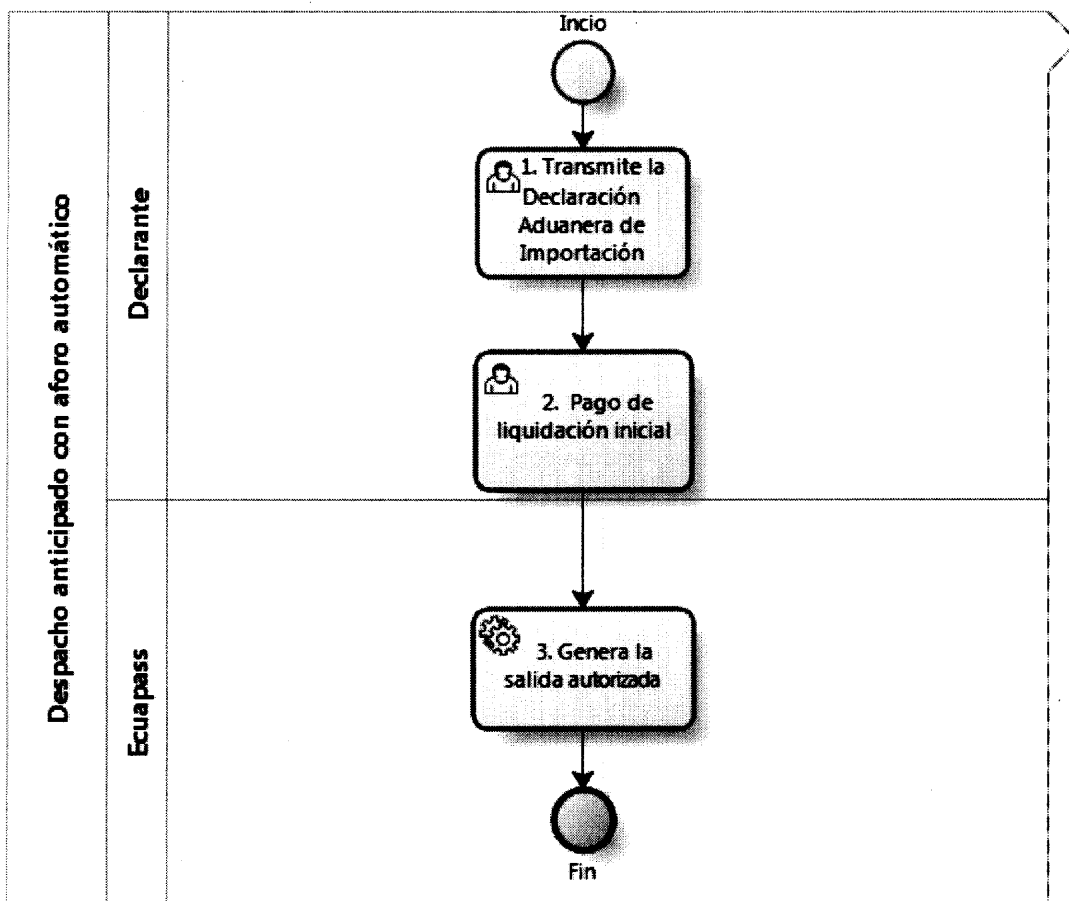 Despacho anticipado con aforo automático
Declarante
Incio
1. Transmite la
Declaración
Aduanera de
Importación
2. Pago de
liquidación inicial
Ecuapass
3. Genera la
salida autorizada
Fin